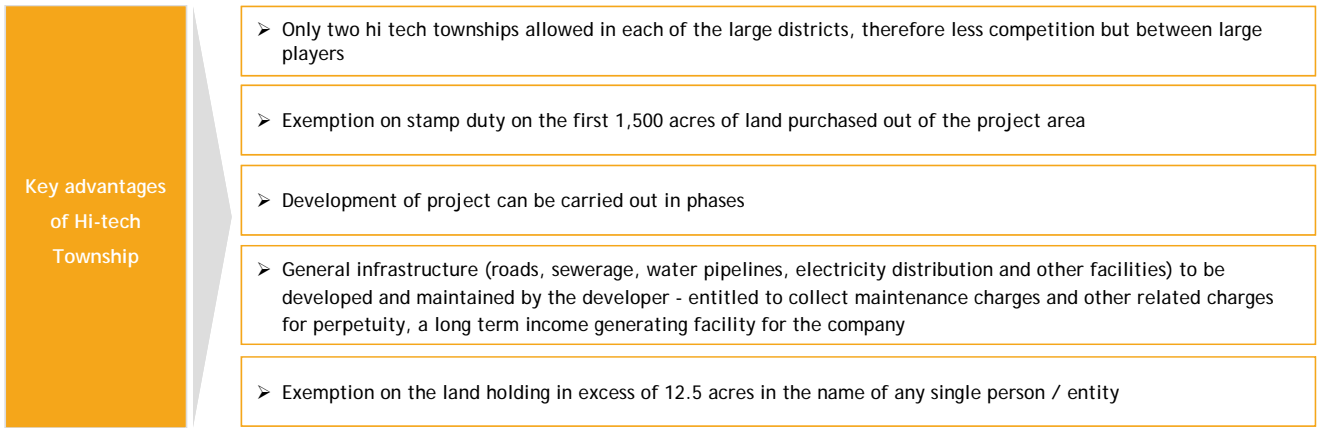 Key advantages
of Hi-tech
Township
➢ Only two hi tech townships allowed in each of the large districts, therefore less competition but between large
players
➢ Exemption on stamp duty on the first 1,500 acres of land purchased out of the project area
➢ Development of project can be carried out in phases
➢ General infrastructure (roads, sewerage, water pipelines, electricity distribution and other facilities) to be
developed and maintained by the developer - entitled to collect maintenance charges and other related charges
for perpetuity, a long term income generating facility for the company
➢ Exemption on the land holding in excess of 12.5 acres in the name of any single person / entity